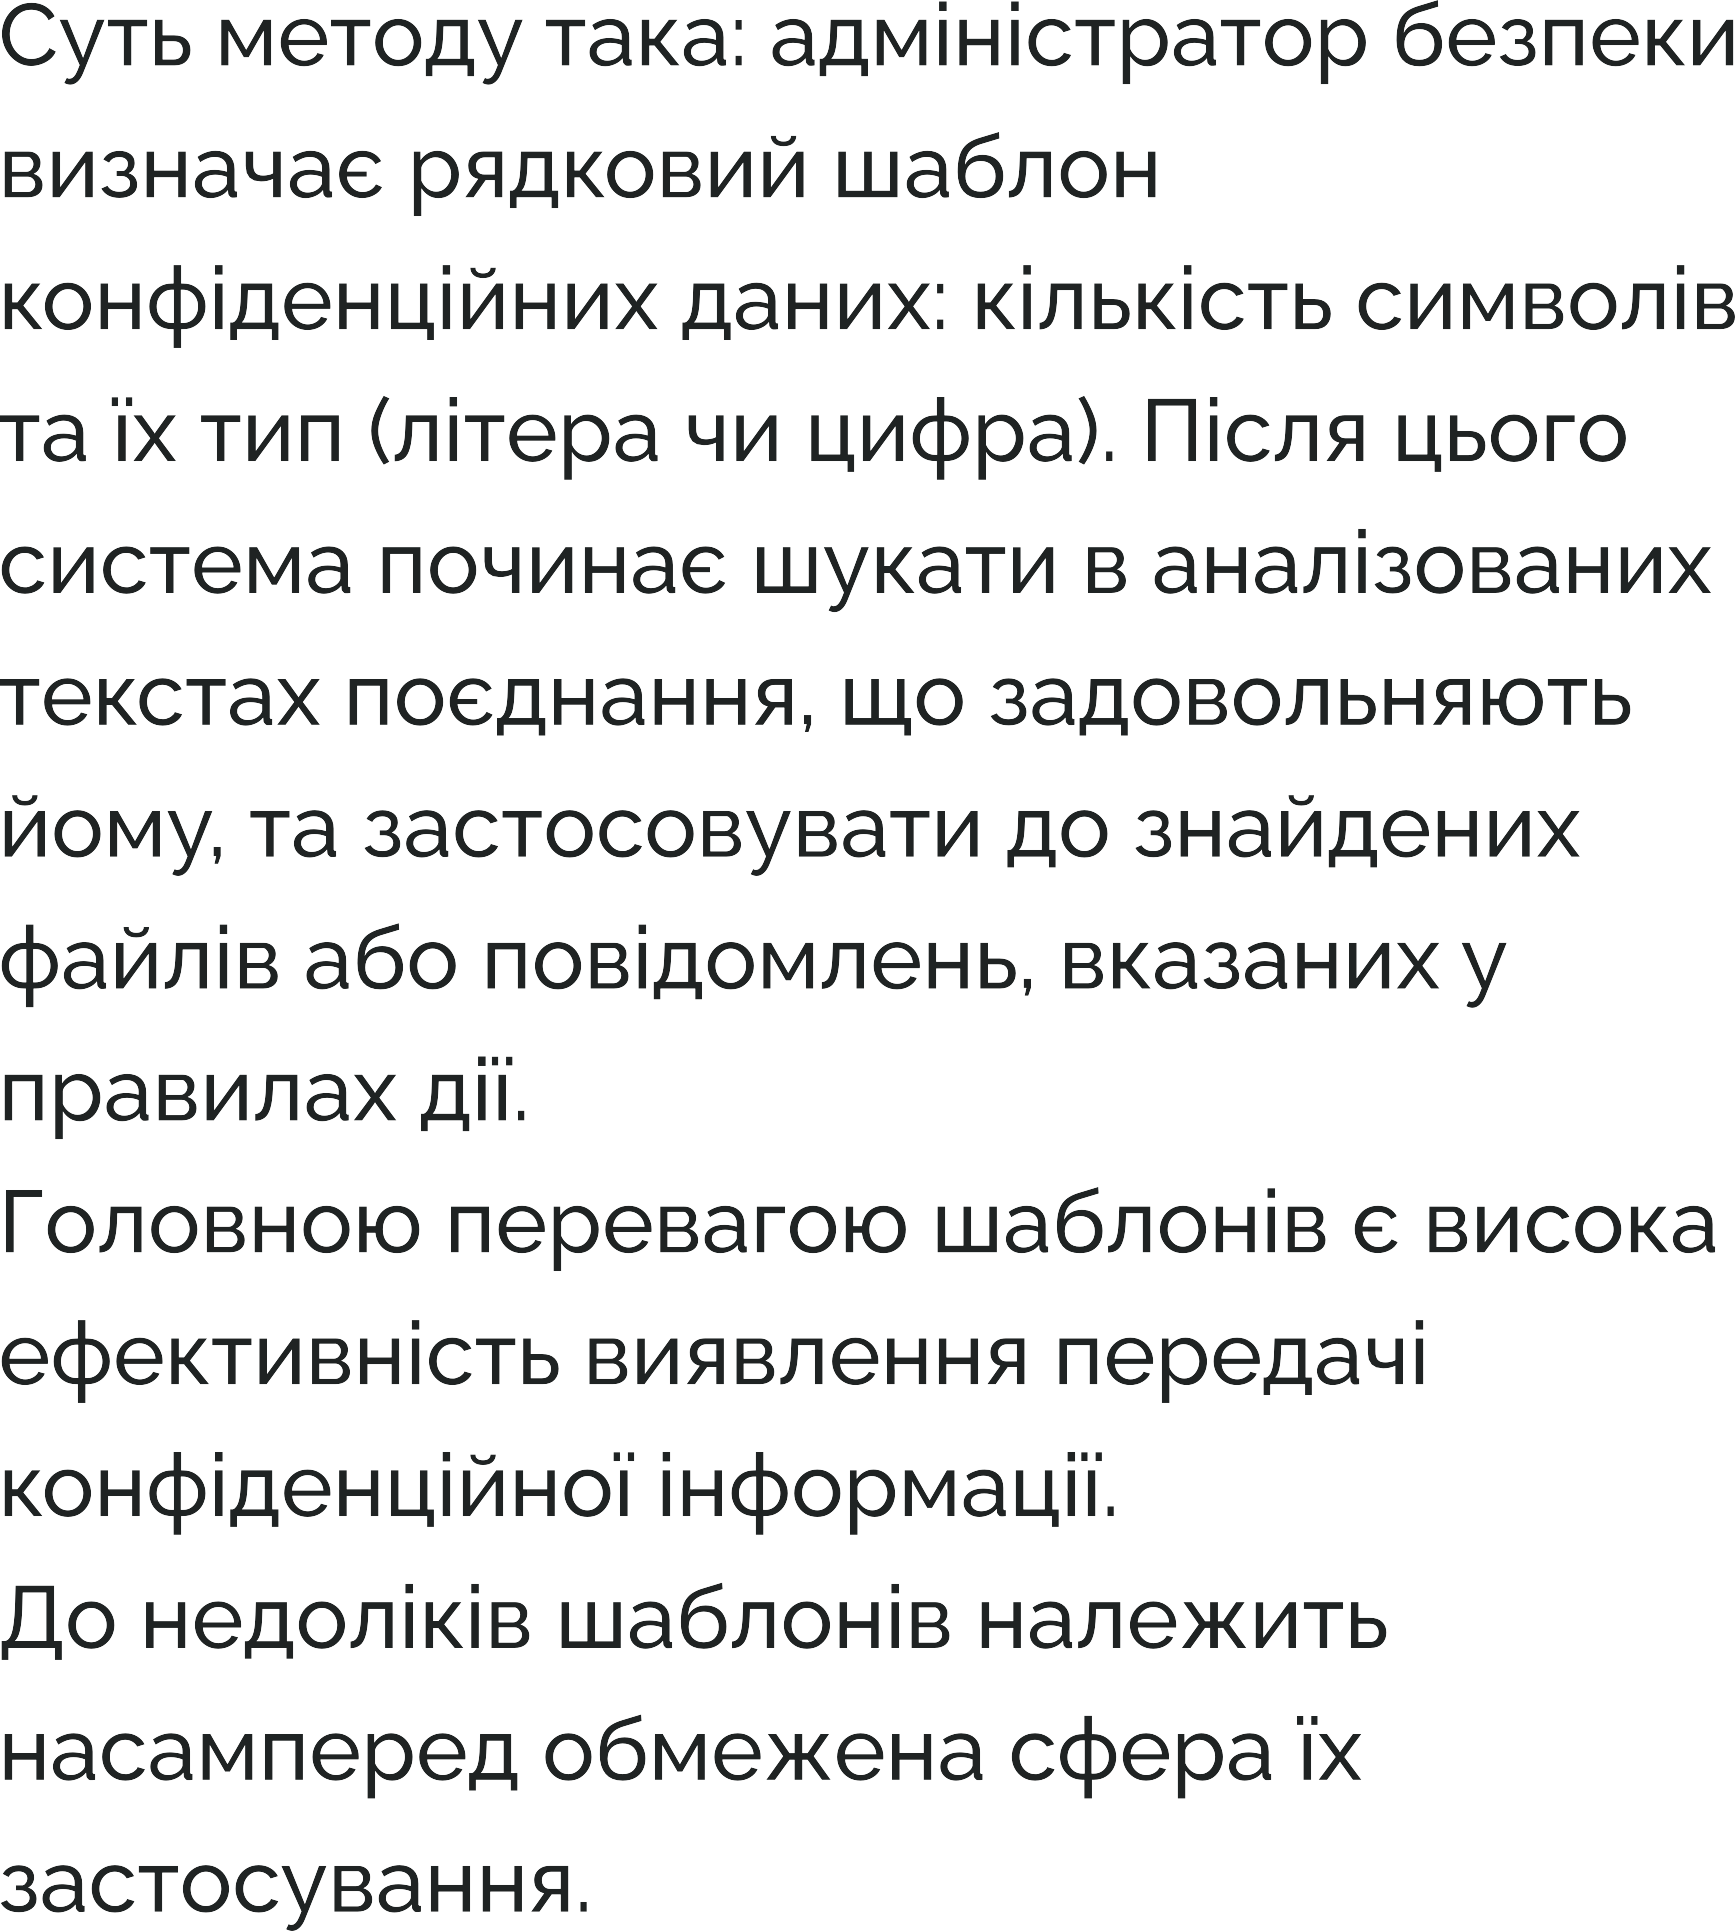 Суть методу така: адміністратор безпеки
визначає рядковий шаблон
конфіденційних даних: кількість символів
та їх тип (літера чи цифра). Після цього
система починає шукати в аналізованих
текстах поєднання, що задовольняють
йому, та застосовувати до знайдених
файлів або повідомлень, вказаних у
правилах дії.
Головною перевагою шаблонів є висока
ефективність виявлення передачі
конфіденційної інформації.
До недоліків шаблонів належить
насамперед обмежена сфера їх
застосування.